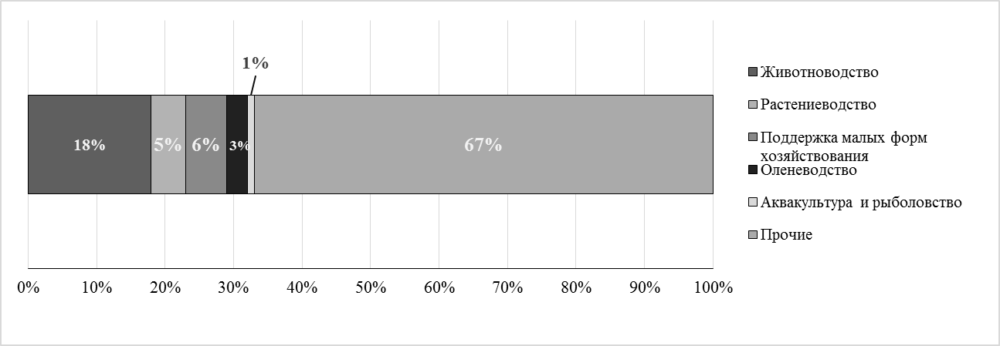 1%
18%
5%
6%
3%
67%
0%
10%
20%
30%
40%
50%
60%
70%
80%
90%
100%
Животноводство
Растениеводство
Поддержка малых форм
хозяйствования
Оленеводство
Аквакультура и рыболовство
Прочие